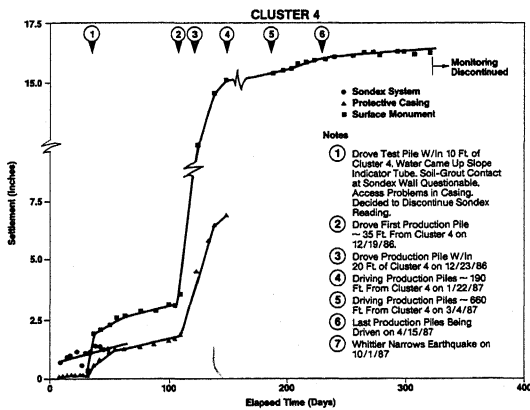 CLUSTER 4
17.5
15.0
7.5
5.0
2.5
0
Settlement (Inches)
1
2
3
4
5
6
Monitoring
Discontinued
Sondex System
Protective Casing
Surface Monument
Notes
1 Drove Test Pile W/In 10 Ft. of
Cluster 4. Water Came Up Slope
Indicator Tube. Soil-Grout Contact
at Sondex Wall Questionable.
Access Problems in Casing.
Decided to Discontinue Sondex
Reading.
2 Drove First Production Pile
~ 35 Ft. From Cluster 4 on
12/19/86.
3 Drove Production Pile W/In
20 Ft. of Cluster 4 on 12/23/86
4 Driving Production Piles ~ 190
Ft. From Cluster 4 on 1/22/87
5 Driving Production Piles ~ 660
Ft. From Cluster 4 on 3/4/87
6 Last Production Piles Being
Driven on 4/15/87
7 Whittier Narrows Earthquake on
10/1/87
0
100
200
300
400
Elapsed Time (Days)